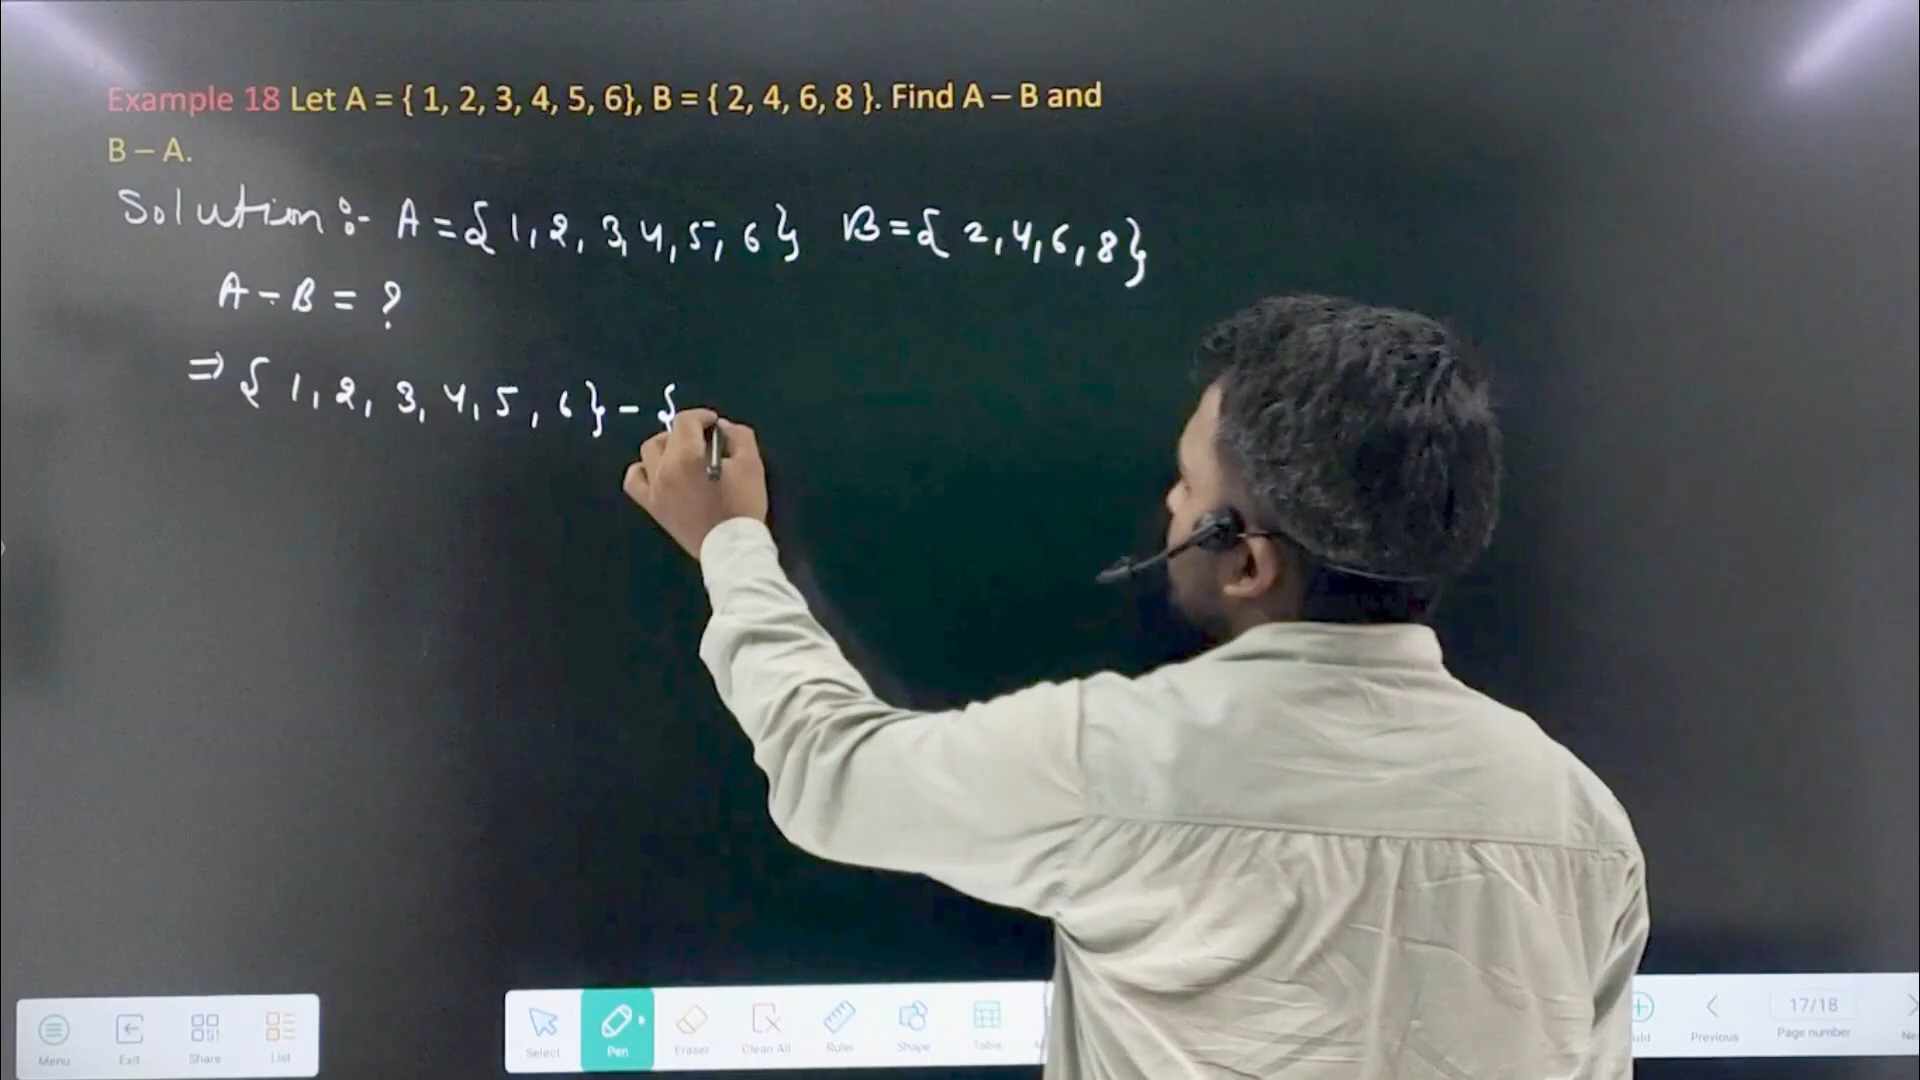 Example 18 Let A = { 1, 2, 3, 4, 5, 6}, B = { 2, 4, 6, 8 }. Find A – B and
B – A.
Solution :- A = { 1, 2, 3, 4, 5, 6 } B = { 2, 4, 6, 8 }
A - B = ?
⇒ { 1, 2, 3, 4, 5, 6 } - {
Menu Exit Share List
Select Pen Eraser Clean All Ruler Shape Table
Previous 17/18 Page number